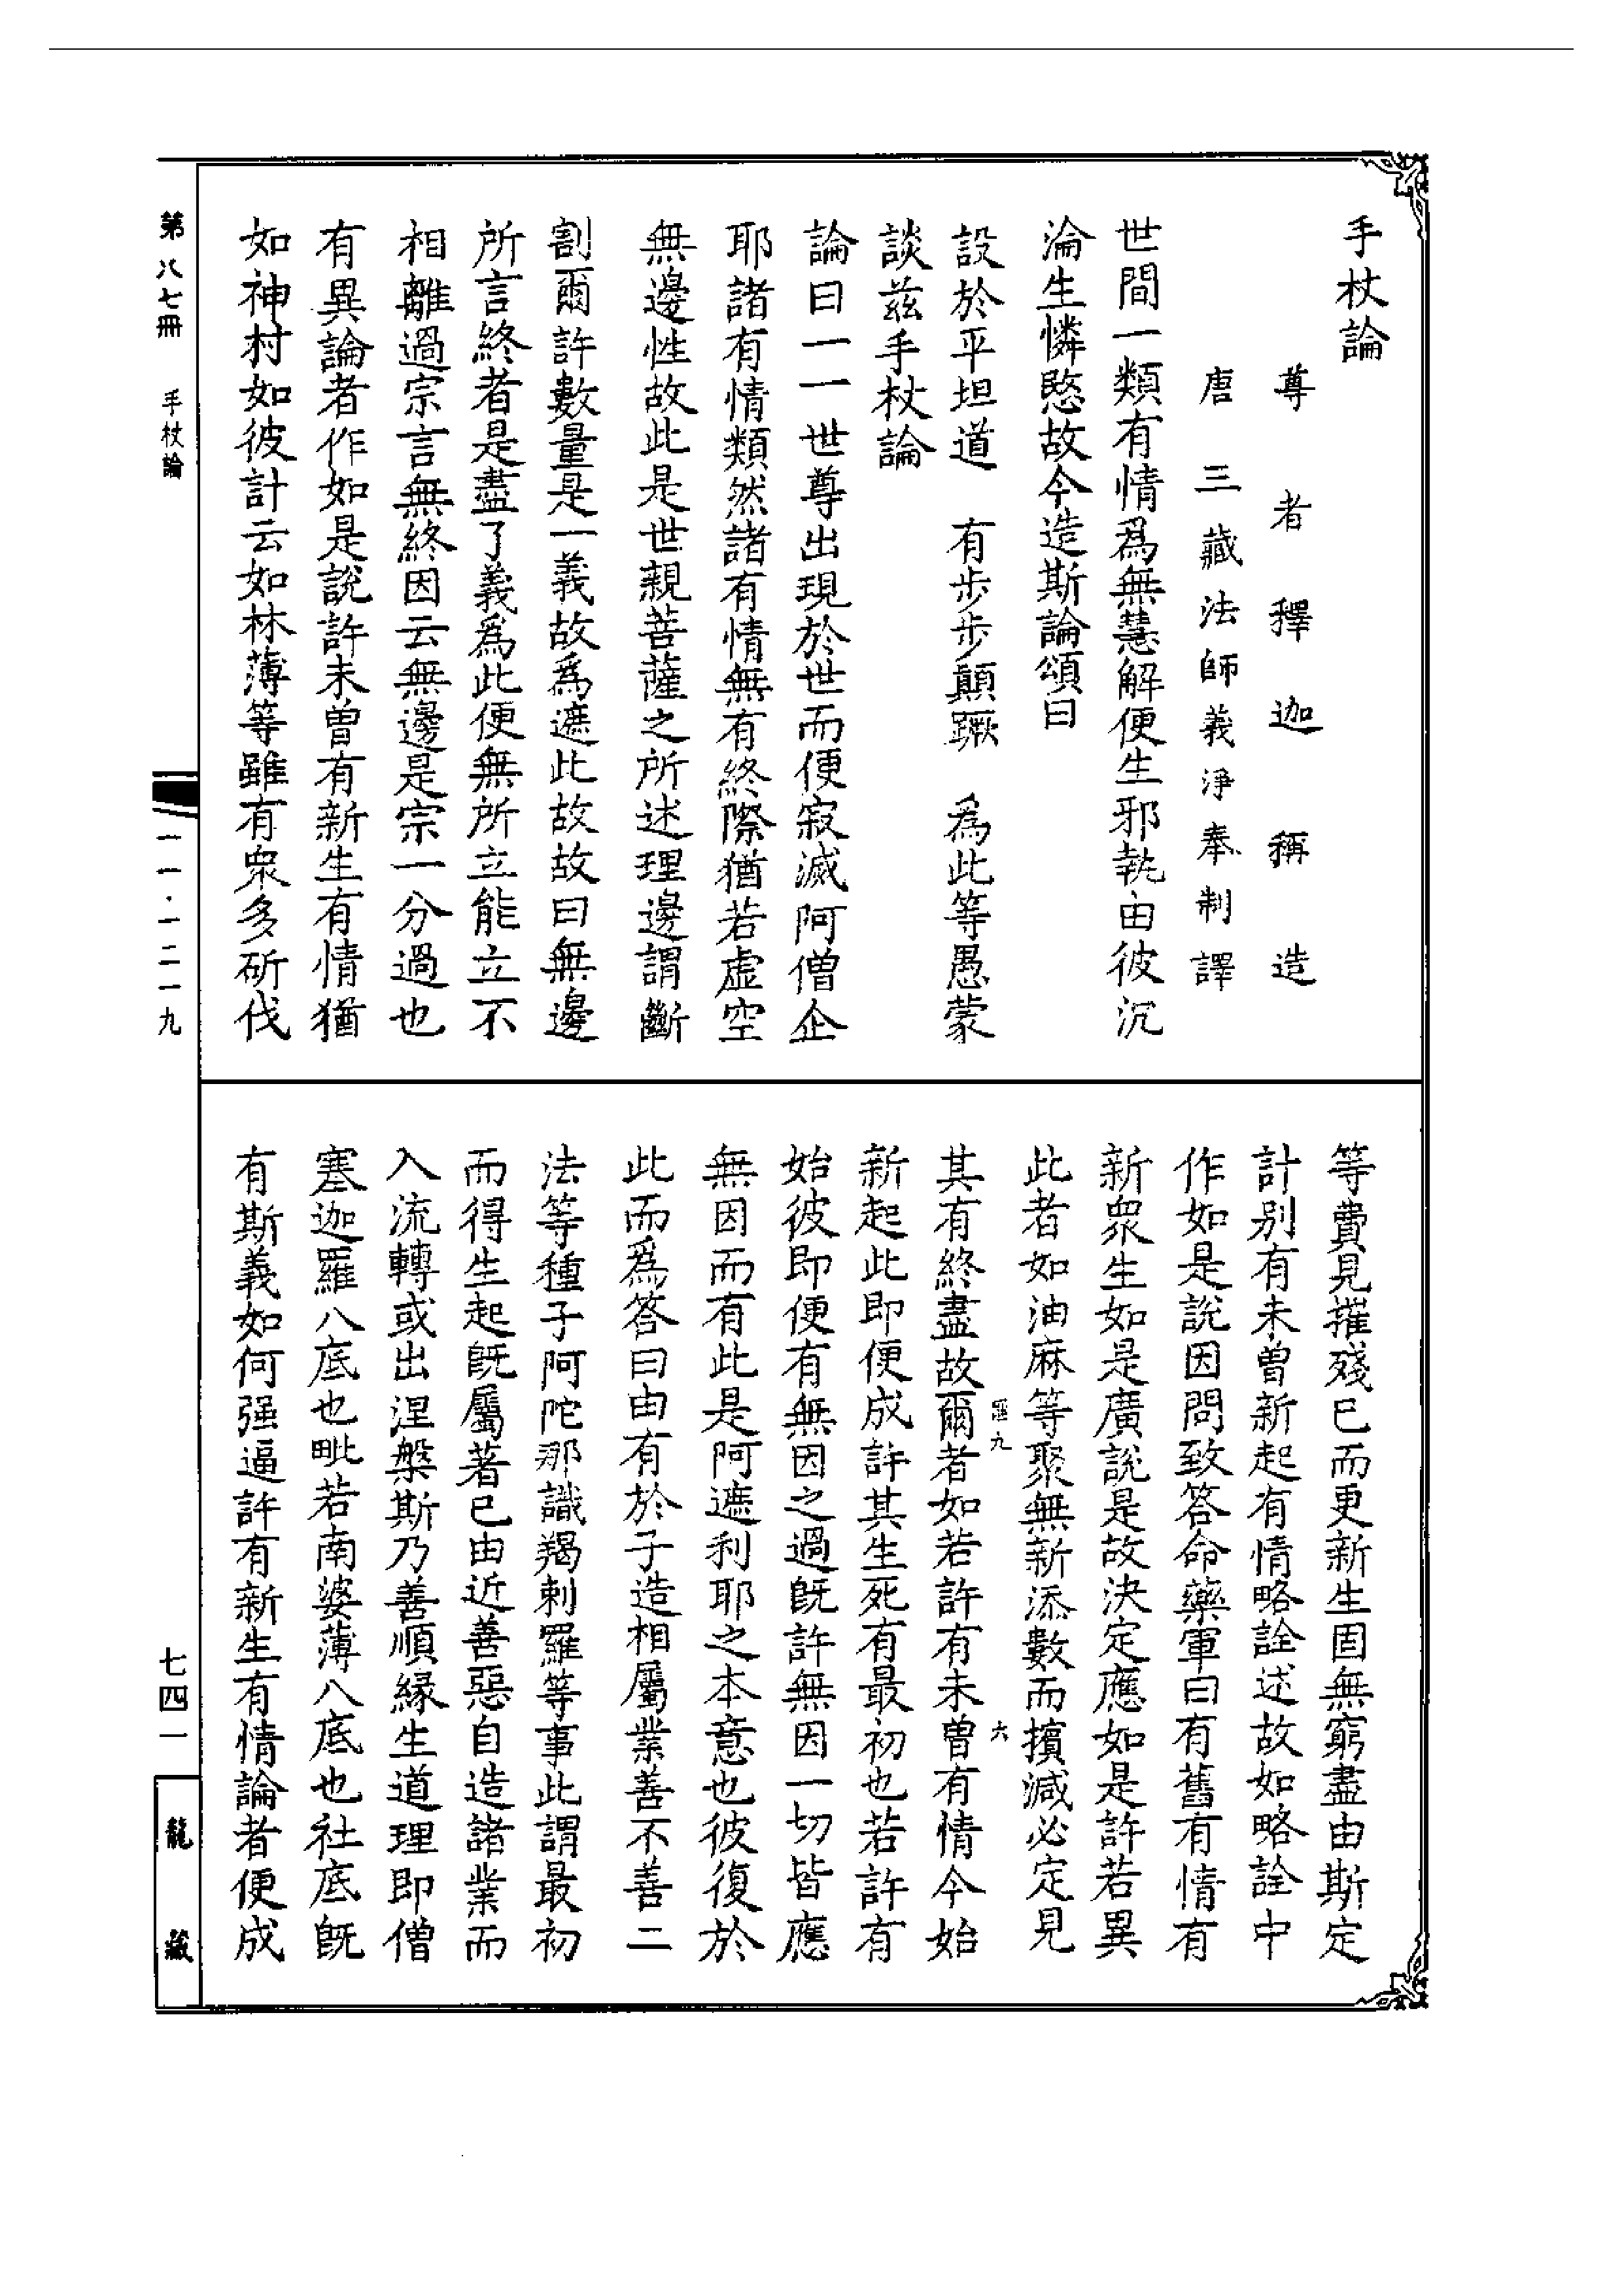 手杖論
尊者釋迦稱造
唐三藏法師義淨奉制譯
世間一類有情爲無慧解便生邪執由彼沉
淪生憐愍故今造斯論頌曰
設於平坦道　有步步顛蹶　為此等愚蒙
談兹手杖論
論曰一一世尊出現於世而便寂滅阿僧企
耶諸有情類然諸有情無有終際猶若虛空
無邊性故此是世親菩薩之所述理邊謂斷
割爾許數量是一義故為遮此故故曰無邊
所言終者是盡了義為此便無所立能立不
相離過宗言無終因云無邊是宗一分過也
有異論者作如是說許未曾有新生有情猶
如神村如彼計云如林薄等雖有衆多斫伐
等費見摧殘已而更新生固無窮盡由斯定
計別有未曾新起有情略詮述故如略詮中
作如是說因問致答命藥軍曰有舊有情有
新衆生如是廣說是故決定應如是許若異
此者如油麻等聚無新添數而擯減必定見
其有終盡故爾者如若許有未曾有情今始
新起此即便成許其生死有最初也若許有
始彼即便有無因之過旣許無因一切皆應
無因而有此是阿遮利耶之本意也彼復於
此而爲答曰由有於子造相屬業善不善二
法等種子阿陀那識羯剌羅等事此謂最初
而得生起旣屬著已由近善惡自造諸業而
入流轉或出涅槃斯乃善順緣生道理即僧
塞迦羅八底也毗若南婆薄八底也社底旣
有斯義如何强逼許有新生有情論者便成
匯九
六
第八七冊　手杖論
一一·一二一九
七四一
龍藏